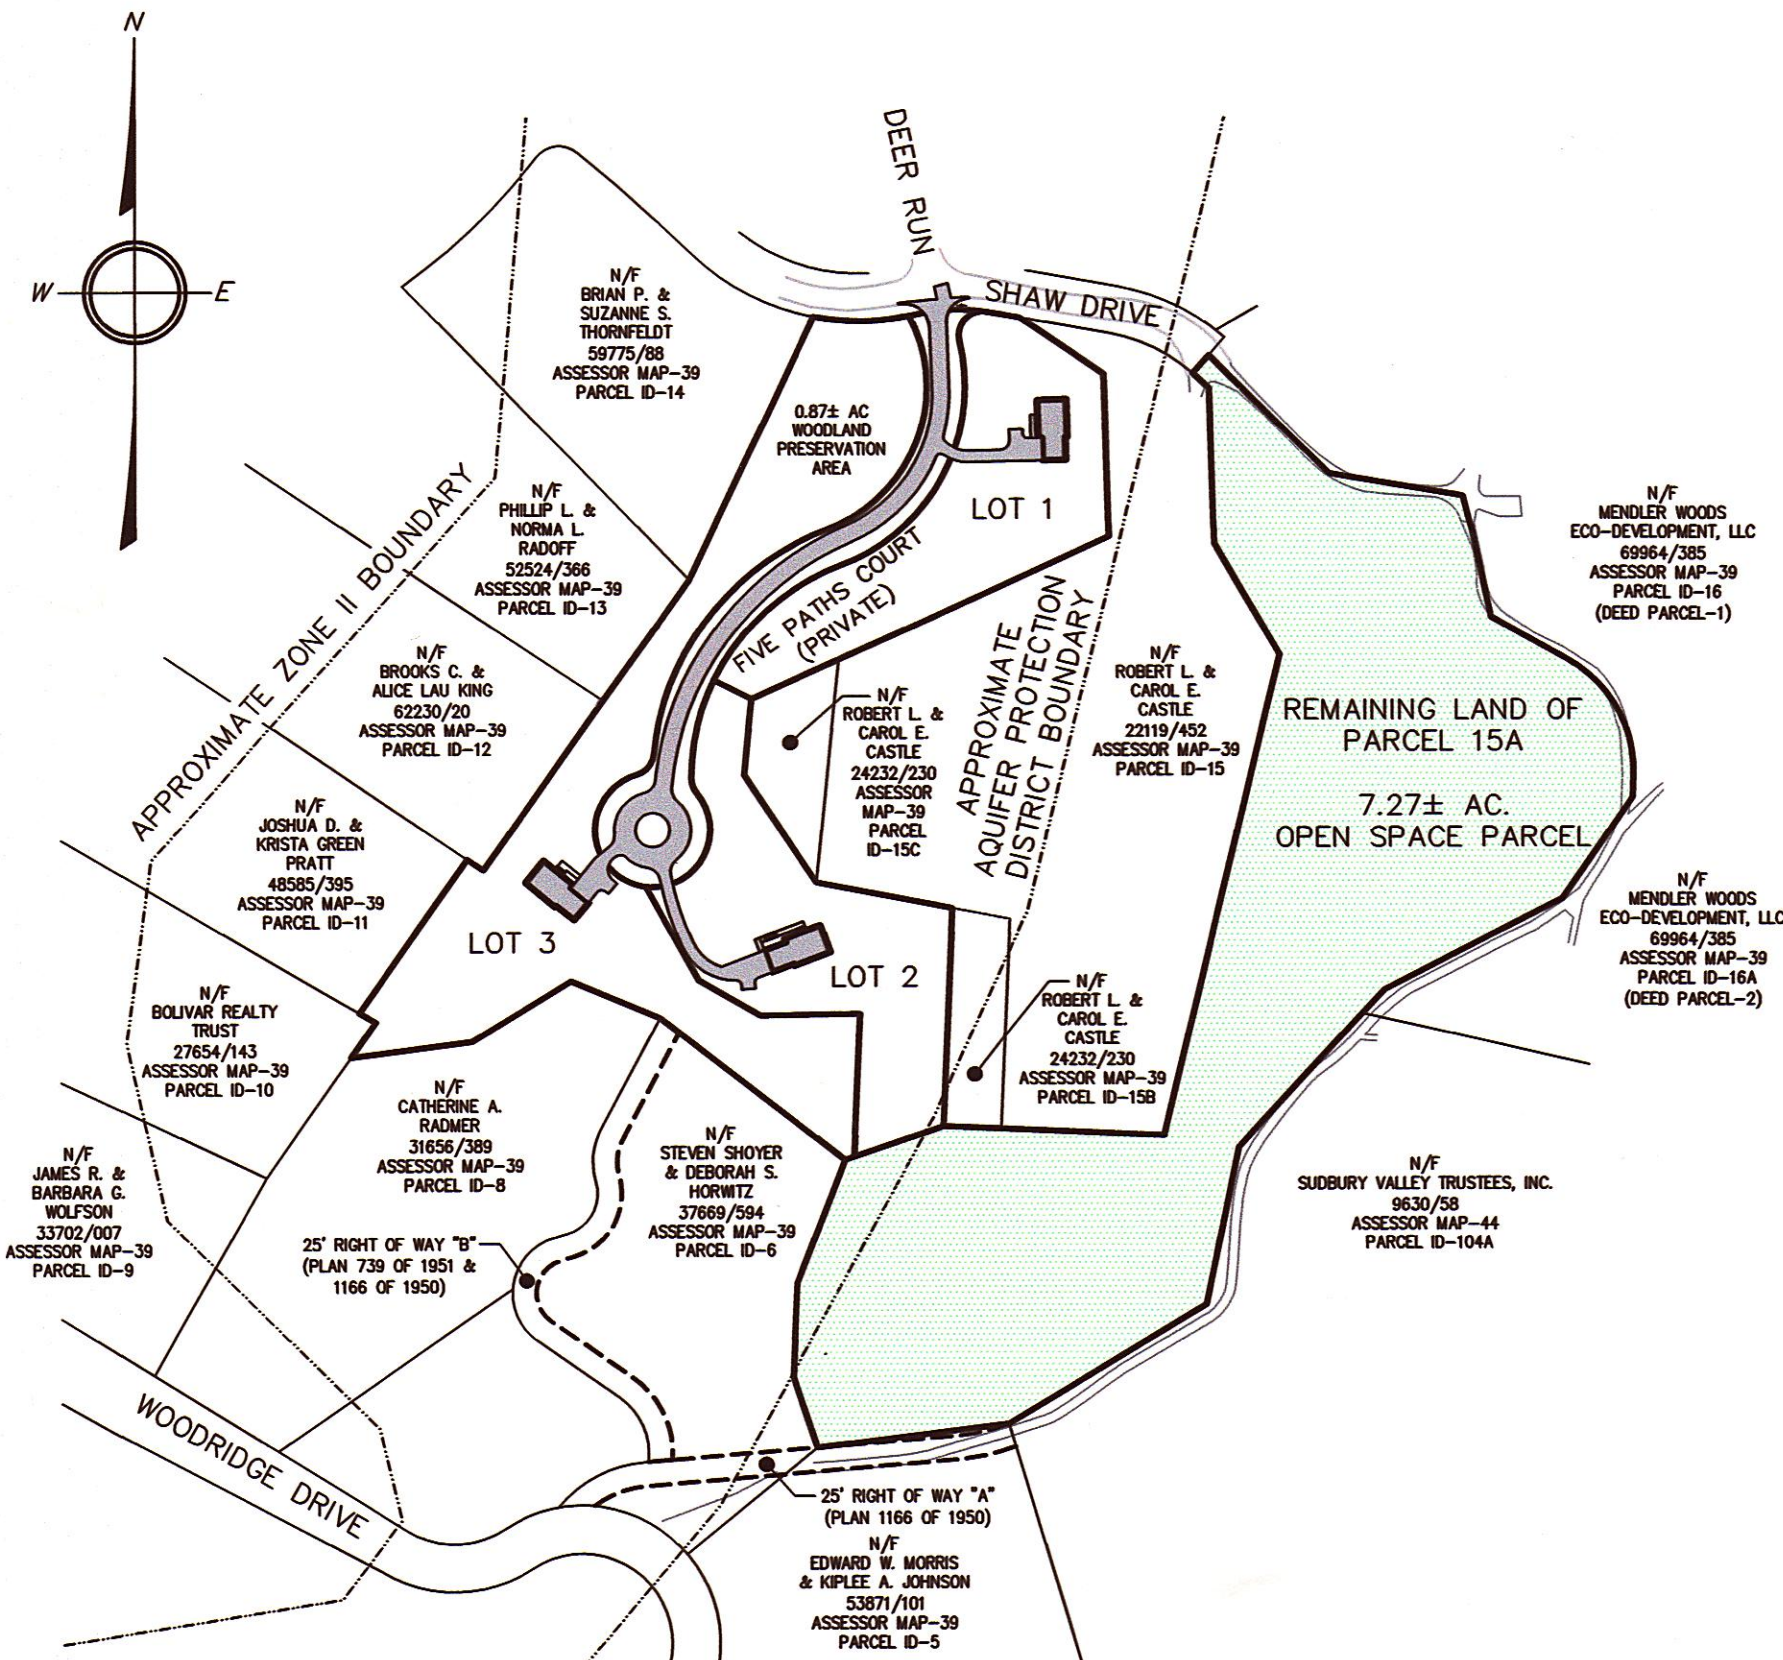 N
W
E
DEER RUN
SHAW DRIVE
N/F
BRIAN P. &
SUZANNE S.
THORNFELDT
59775/88
ASSESSOR MAP-39
PARCEL ID-14
0.87± AC
WOODLAND
PRESERVATION
AREA
LOT 1
N/F
PHILLIP L. &
NORMA L.
RADOFF
52524/366
ASSESSOR MAP-39
PARCEL ID-13
APPROXIMATE ZONE II BOUNDARY
FIVE PATHS COURT
(PRIVATE)
N/F
MENDLER WOODS
ECO-DEVELOPMENT, LLC
69964/385
ASSESSOR MAP-39
PARCEL ID-16
(DEED PARCEL-1)
N/F
BROOKS C. &
ALICE LAU KING
62230/20
ASSESSOR MAP-39
PARCEL ID-12
N/F
ROBERT L. &
CAROL E.
CASTLE
24232/230
ASSESSOR
MAP-39
PARCEL
ID-15C
APPROXIMATE
AQUIFER PROTECTION
DISTRICT BOUNDARY
N/F
ROBERT L. &
CAROL E.
CASTLE
22119/452
ASSESSOR MAP-39
PARCEL ID-15
REMAINING LAND OF
PARCEL 15A
7.27± AC.
OPEN SPACE PARCEL
N/F
JOSHUA D. &
KRISTA GREEN
PRATT
48585/395
ASSESSOR MAP-39
PARCEL ID-11
LOT 3
LOT 2
N/F
MENDLER WOODS
ECO-DEVELOPMENT, LLC
69964/385
ASSESSOR MAP-39
PARCEL ID-16A
(DEED PARCEL-2)
N/F
BOLIVAR REALTY
TRUST
27654/143
ASSESSOR MAP-39
PARCEL ID-10
N/F
ROBERT L. &
CAROL E.
CASTLE
24232/230
ASSESSOR MAP-39
PARCEL ID-15B
N/F
CATHERINE A.
RADMER
31656/389
ASSESSOR MAP-39
PARCEL ID-8
N/F
STEVEN SHOYER
& DEBORAH S.
HORWITZ
37669/594
ASSESSOR MAP-39
PARCEL ID-6
N/F
JAMES R. &
BARBARA G.
WOLFSON
33702/007
ASSESSOR MAP-39
PARCEL ID-9
N/F
SUDBURY VALLEY TRUSTEES, INC.
9630/58
ASSESSOR MAP-44
PARCEL ID-104A
25' RIGHT OF WAY "B"
(PLAN 739 OF 1951 &
1166 OF 1950)
WOODRIDGE DRIVE
25' RIGHT OF WAY "A"
(PLAN 1166 OF 1950)
N/F
EDWARD W. MORRIS
& KIPLEE A. JOHNSON
53871/101
ASSESSOR MAP-39
PARCEL ID-5